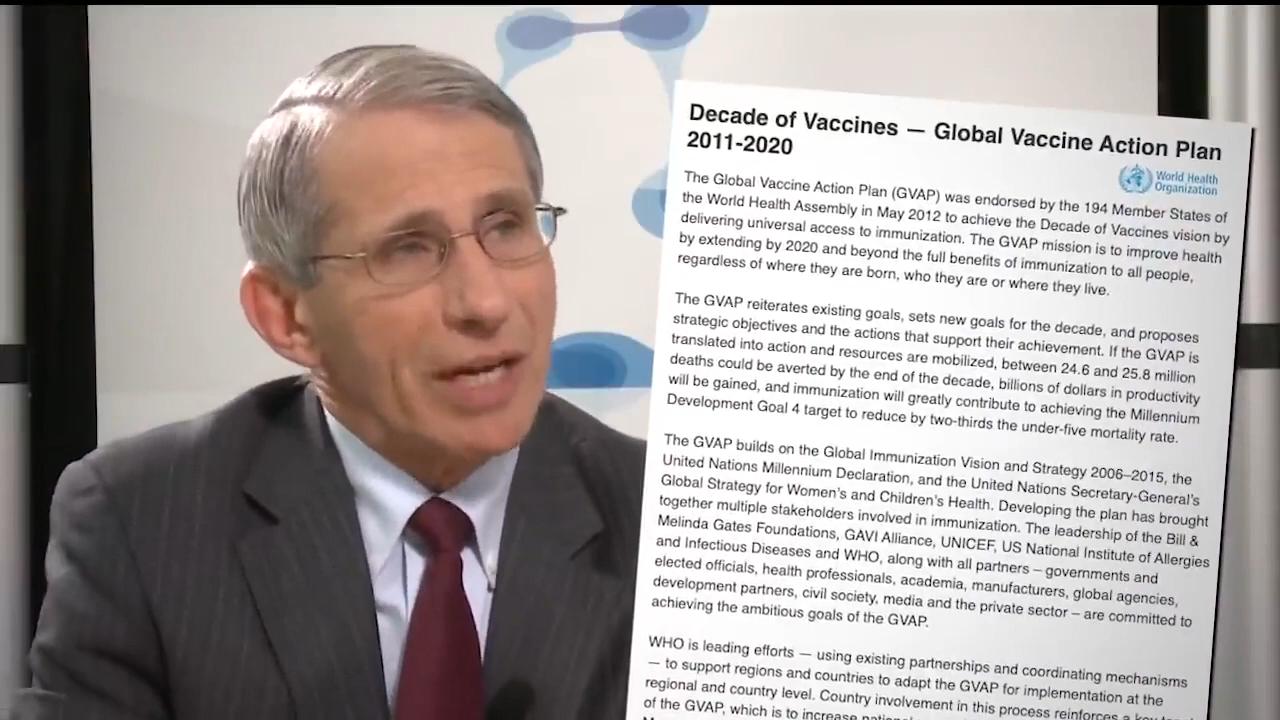 Decade of Vaccines — Global Vaccine Action Plan
2011-2020
World Health
Organization
The Global Vaccine Action Plan (GVAP) was endorsed by the 194 Member States of
the World Health Assembly in May 2012 to achieve the Decade of Vaccines vision by
delivering universal access to immunization. The GVAP mission is to improve health
by extending by 2020 and beyond the full benefits of immunization to all people,
regardless of where they are born, who they are or where they live.
The GVAP reiterates existing goals, sets new goals for the decade, and proposes
strategic objectives and the actions that support their achievement. If the GVAP is
translated into action and resources are mobilized, between 24.6 and 25.8 million
deaths could be averted by the end of the decade, billions of dollars in productivity
will be gained, and immunization will greatly contribute to achieving the Millennium
Development Goal 4 target to reduce by two-thirds the under-five mortality rate.
The GVAP builds on the Global Immunization Vision and Strategy 2006–2015, the
United Nations Millennium Declaration, and the United Nations Secretary-General's
Global Strategy for Women's and Children's Health. Developing the plan has brought
together multiple stakeholders involved in immunization. The leadership of the Bill &
Melinda Gates Foundations, GAVI Alliance, UNICEF, US National Institute of Allergies
and Infectious Diseases and WHO, along with all partners – governments and
elected officials, health professionals, academia, manufacturers, global agencies,
development partners, civil society, media and the private sector – are committed to
achieving the ambitious goals of the GVAP.
WHO is leading efforts — using existing partnerships and coordinating mechanisms
— to support regions and countries to adapt the GVAP for implementation at the
regional and country level. Country involvement in this process reinforces a
of the GVAP, which is to increase